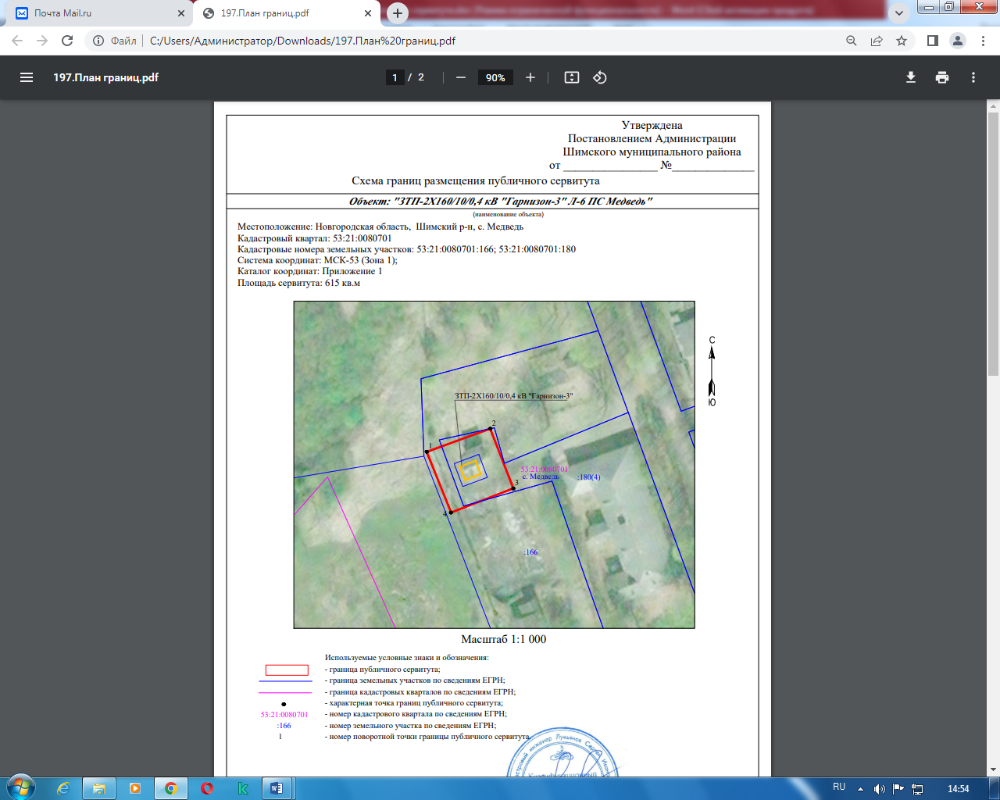 Почта Mail.ru
197.План границ.pdf
Файл
C:/Users/Администратор/Downloads/197.План%20границ.pdf
197.План границ.pdf
1 / 2
90%
Утверждена
Постановлением Администрации
Шимского муниципального района
от ________________ №______________
Схема границ размещения публичного сервитута
Объект: "ЗТП-2Х160/10/0,4 кВ "Гарнизон-3" Л-6 ПС Медведь"
(наименование объекта)
Местоположение: Новгородская область, Шимский р-н, с. Медведь
Кадастровый квартал: 53:21:0080701
Кадастровые номера земельных участков: 53:21:0080701:166; 53:21:0080701:180
Система координат: МСК-53 (Зона 1);
Каталог координат: Приложение 1
Площадь сервитута: 615 кв.м
С
Ю
ЗТП-2Х160/10/0,4 кВ "Гарнизон-3"
2
1
53:21:0080701
с. Медведь
:180(4)
3
4
:166
Масштаб 1:1 000
Используемые условные знаки и обозначения:
- граница публичного сервитута;
- граница земельных участков по сведениям ЕГРН;
- граница кадастровых кварталов по сведениям ЕГРН;
- характерная точка границ публичного сервитута;
53:21:0080701 - номер кадастрового квартала по сведениям ЕГРН;
:166 - номер земельного участка по сведениям ЕГРН;
1 - номер поворотной точки границы публичного сервитута.
инженер Лукьянов Сергей
Квалификационный
RU
14:54